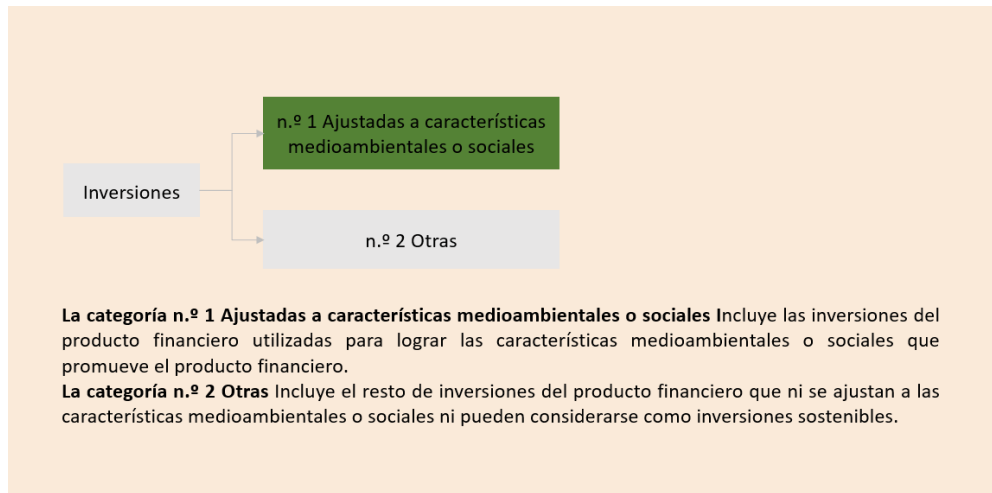 n.º 1 Ajustadas a características
medioambientales o sociales
Inversiones
n.º 2 Otras
La categoría n.º 1 Ajustadas a características medioambientales o sociales Incluye las inversiones del
producto financiero utilizadas para lograr las características medioambientales o sociales que
promueve el producto financiero.
La categoría n.º 2 Otras Incluye el resto de inversiones del producto financiero que ni se ajustan a las
características medioambientales o sociales ni pueden considerarse como inversiones sostenibles.